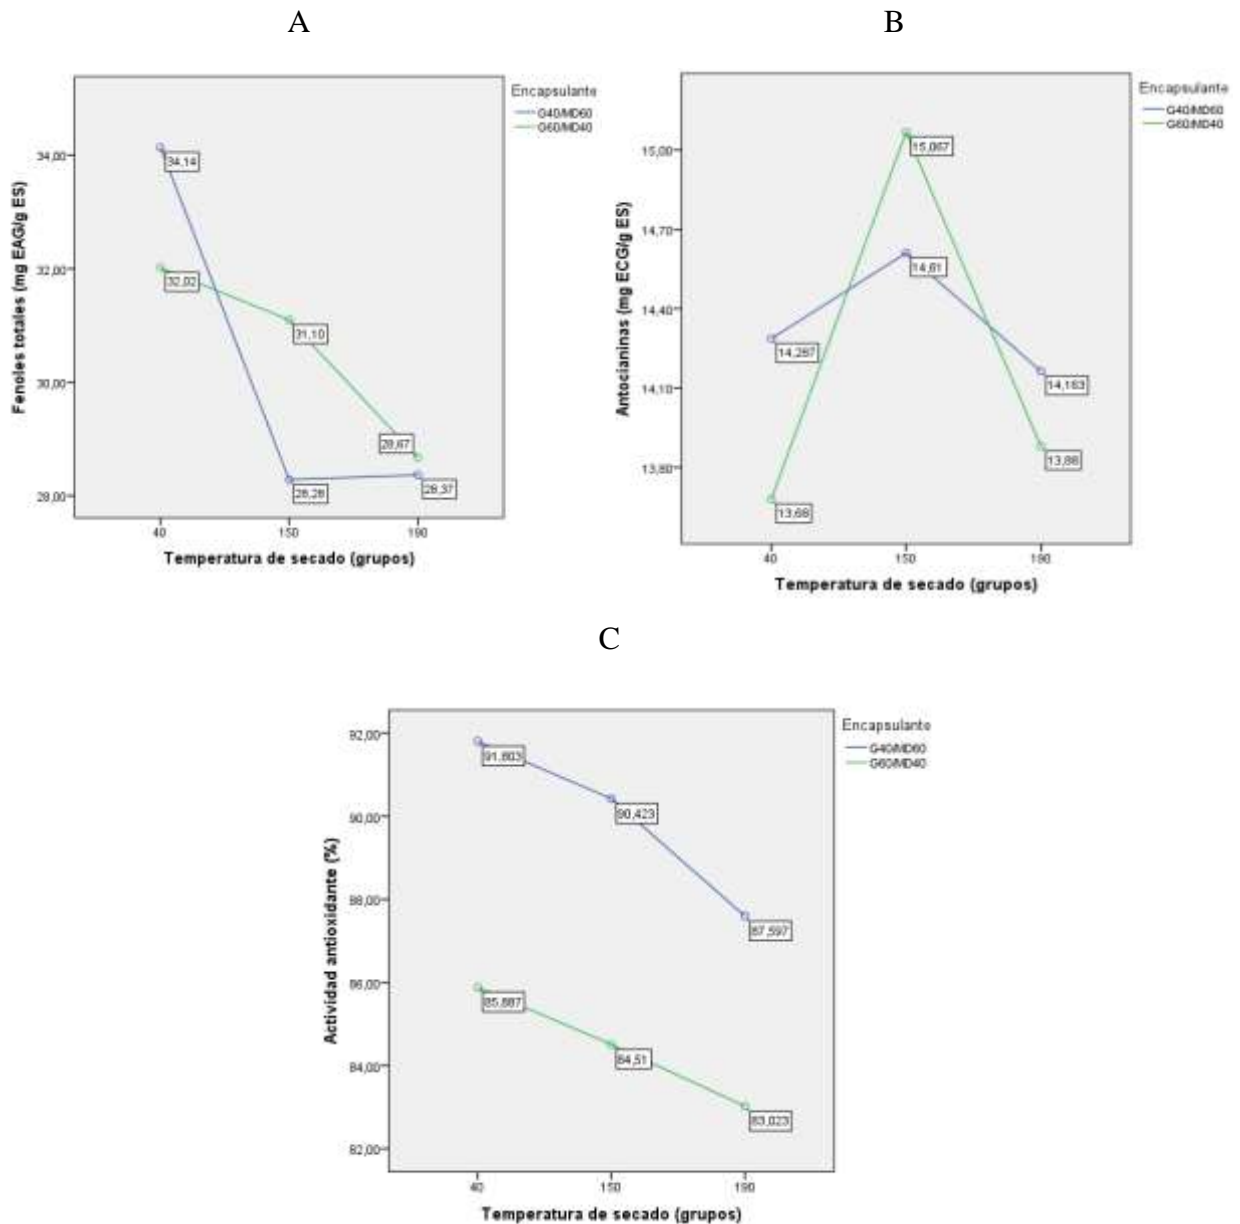 A
Encapsulante
G40/MD60
G60/MD40
Fenoles totales (mg EAG/g ES)
34,00
32,00
30,00
28,00
34,14
32,02
31,10
28,67
28,28
28,37
40
150
190
Temperatura de secado (grupos)
B
Encapsulante
G40/MD60
G60/MD40
Antocianinas (mg ECG/g ES)
15,00
14,70
14,40
14,10
13,80
15,067
14,61
14,287
14,163
13,88
13,68
40
150
190
Temperatura de secado (grupos)
C
Encapsulante
G40/MD60
G60/MD40
Actividad antioxidante (%)
92,00
90,00
88,00
86,00
84,00
82,00
91,803
90,423
87,597
85,887
84,51
83,023
40
150
190
Temperatura de secado (grupos)